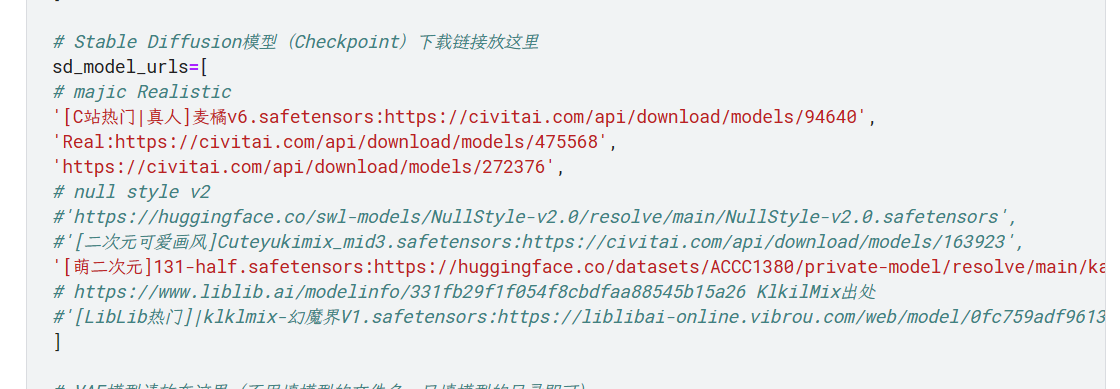 # Stable Diffusion模型（Checkpoint）下载链接放这里
sd_model_urls=[
# majic Realistic
'[C站热门|真人]麦橘v6.safetensors:https://civitai.com/api/download/models/94640',
'Real:https://civitai.com/api/download/models/475568',
'https://civitai.com/api/download/models/272376',
# null style v2
#'https://huggingface.co/swl-models/NullStyle-v2.0/resolve/main/NullStyle-v2.0.safetensors',
#'[二次元可爱画风]Cuteyukimix_mid3.safetensors:https://civitai.com/api/download/models/163923',
'[萌二次元]131-half.safetensors:https://huggingface.co/datasets/ACCC1380/private-model/resolve/main/ka
# https://www.liblib.ai/modelinfo/331fb29f1f054f8cbdfaa88545b15a26 KlkilMix出处
#'[LibLib热门]|klklmix-幻魔界V1.safetensors:https://liblibai-online.vibrou.com/web/model/0fc759adf9613
]